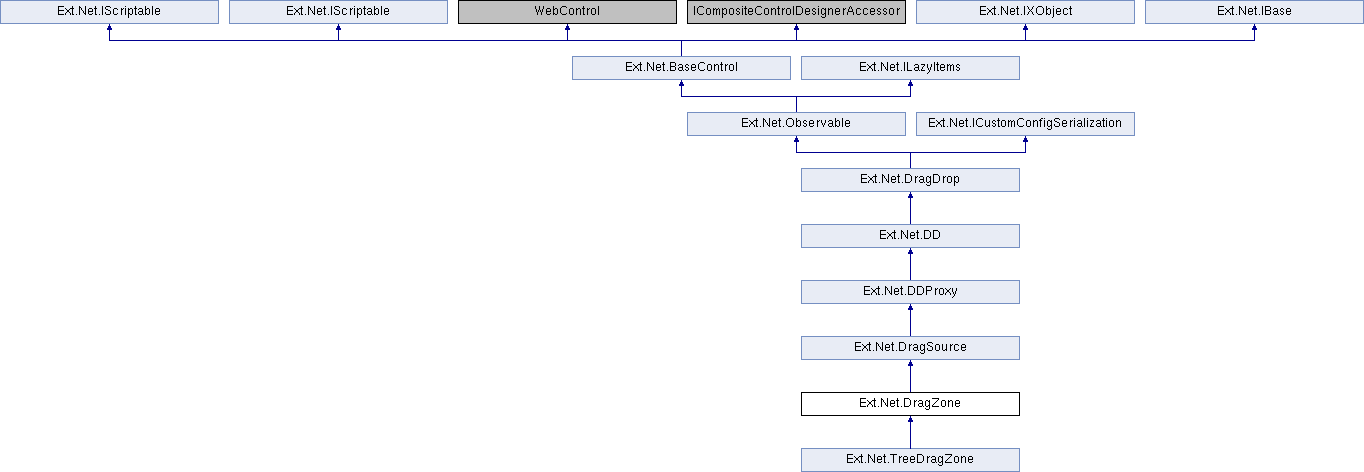 Ext.Net.IScriptable
Ext.Net.IScriptable
WebControl
ICompositeControlDesignerAccessor
Ext.Net.IXObject
Ext.Net.IBase
Ext.Net.BaseControl
Ext.Net.ILazyItems
Ext.Net.Observable
Ext.Net.ICustomConfigSerialization
Ext.Net.DragDrop
Ext.Net.DD
Ext.Net.DDProxy
Ext.Net.DragSource
Ext.Net.DragZone
Ext.Net.TreeDragZone